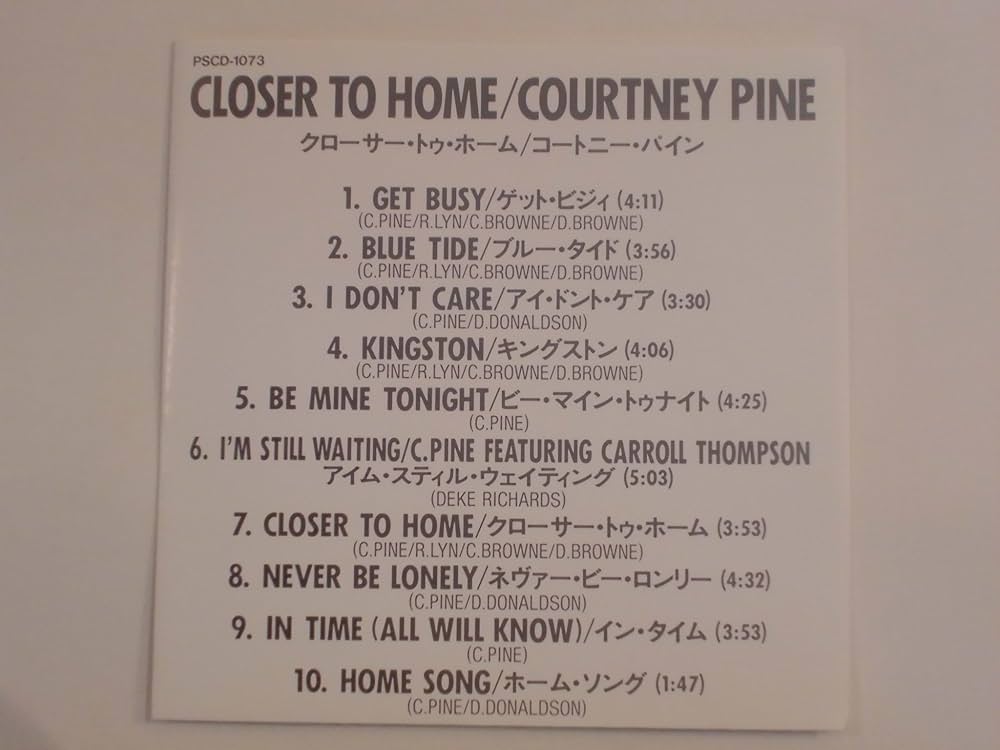 PSCD-1073
CLOSER TO HOME/COURTNEY PINE
クローサー・トゥ・ホーム/コートニー・パイン
1. GET BUSY/ゲット・ビジィ (4:11)
(C.PINE/R.LYN/C.BROWNE/D.BROWNE)
2. BLUE TIDE/ブルー・タイド (3:56)
(C.PINE/R.LYN/C.BROWNE/D.BROWNE)
3. I DON'T CARE/アイ・ドント・ケア (3:30)
(C.PINE/D.DONALDSON)
4. KINGSTON/キングストン (4:06)
(C.PINE/R.LYN/C.BROWNE/D.BROWNE)
5. BE MINE TONIGHT/ビー・マイン・トゥナイト (4:25)
(C.PINE)
6. I'M STILL WAITING/C.PINE FEATURING CARROLL THOMPSON
アイム・スティル・ウェイティング (5:03)
(DEKE RICHARDS)
7. CLOSER TO HOME/クローサー・トゥ・ホーム (3:53)
(C.PINE/R.LYN/C.BROWNE/D.BROWNE)
8. NEVER BE LONELY/ネヴァー・ビー・ロンリー (4:32)
(C.PINE/D.DONALDSON)
9. IN TIME (ALL WILL KNOW)/イン・タイム (3:53)
(C.PINE)
10. HOME SONG/ホーム・ソング (1:47)
(C.PINE/D.DONALDSON)